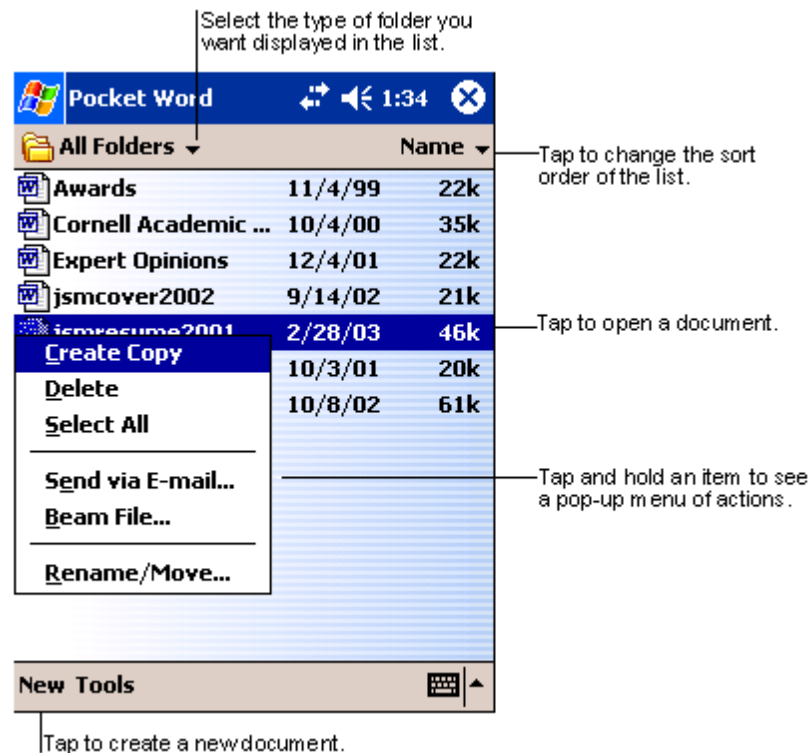 Select the type of folder you
want displayed in the list.
Pocket Word 1:34
All Folders Name
Tap to change the sort
order of the list.
Awards 11/4/99 22k
Cornell Academic ... 10/4/00 35k
Expert Opinions 12/4/01 22k
jsmcover2002 9/14/02 21k
jsmresume2001 2/28/03 46k
Tap to open a document.
Create Copy
10/3/01 20k
Delete
10/8/02 61k
Select All
Send via E-mail...
Tap and hold an item to see
a pop-up menu of actions.
Beam File...
Rename/Move...
New Tools
Tap to create a new document.